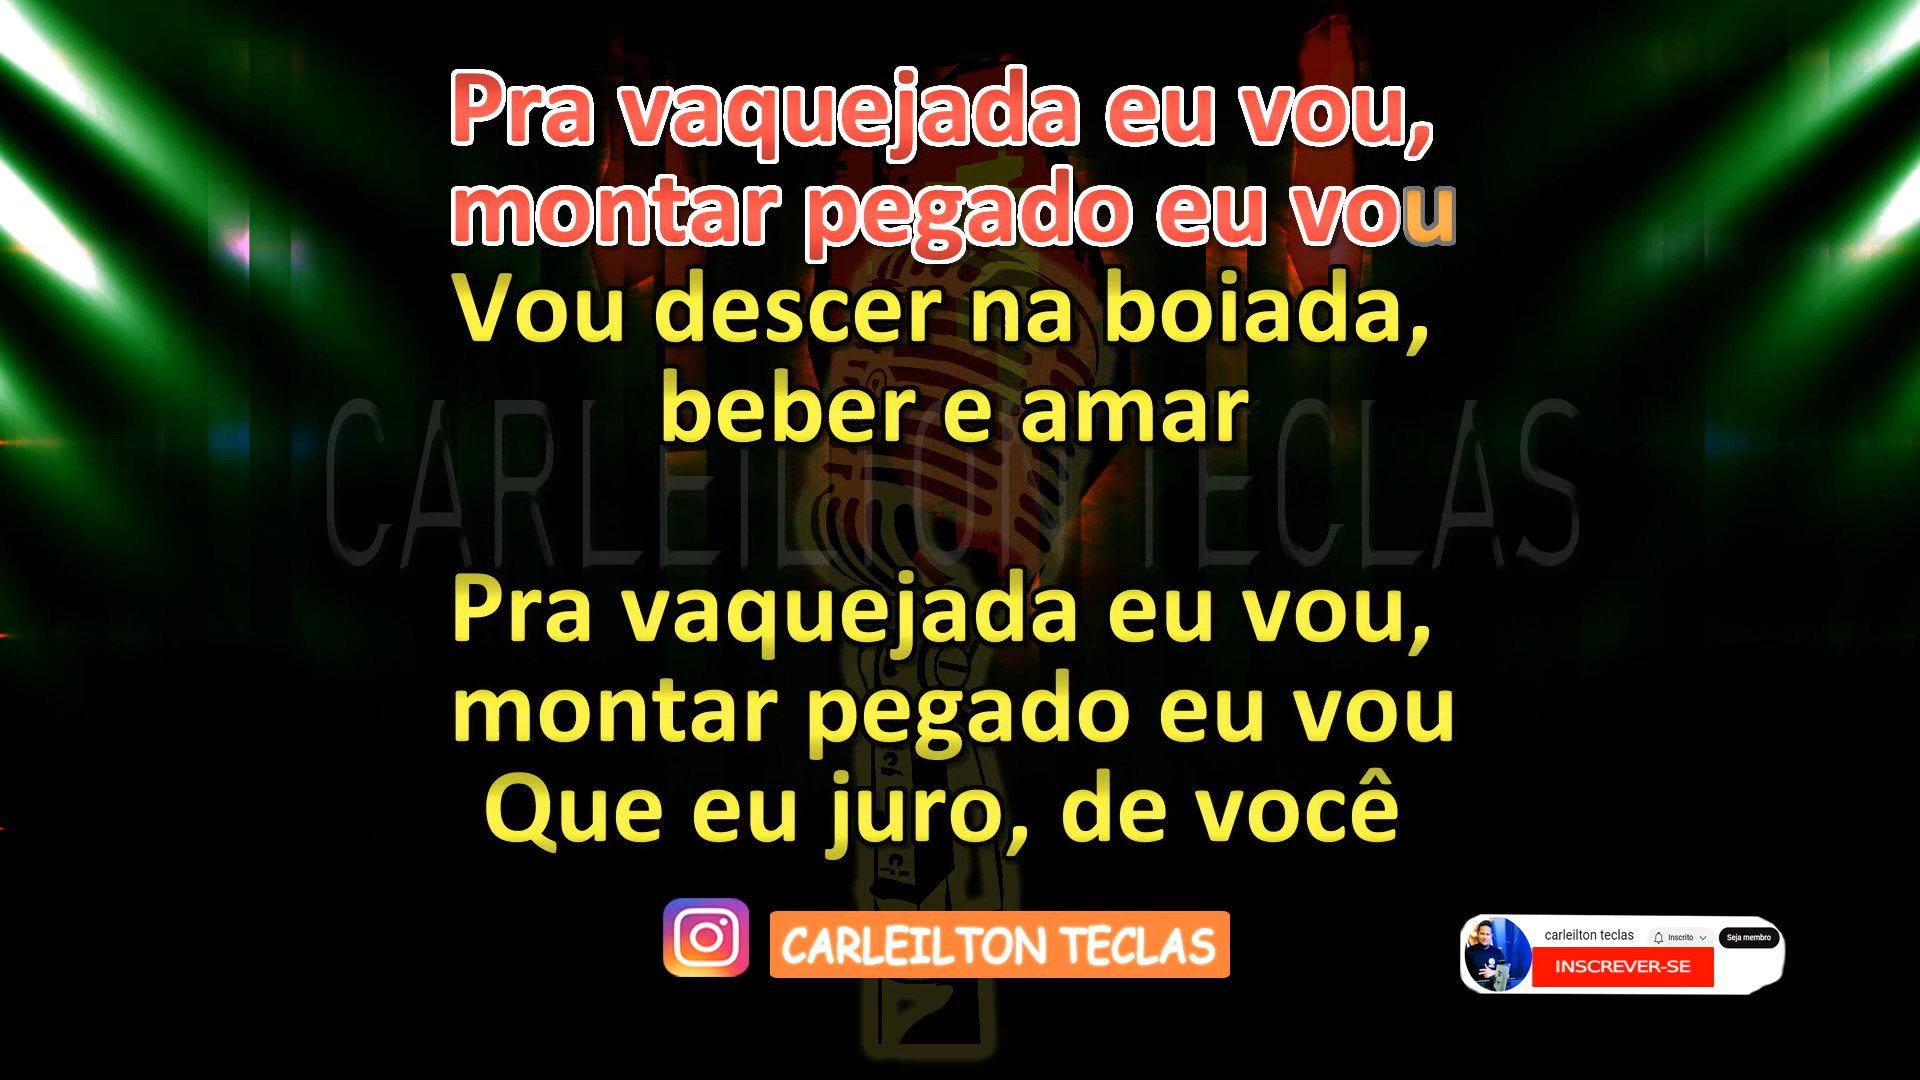 Pra vaquejada eu vou,
montar pegado eu vou
Vou descer na boiada,
beber e amar
CARLEILTON TECLAS
Pra vaquejada eu vou,
montar pegado eu vou
Que eu juro, de você
CARLEILTON TECLAS
carleilton teclas
Inscrito
Seja membro
INSCREVER-SE